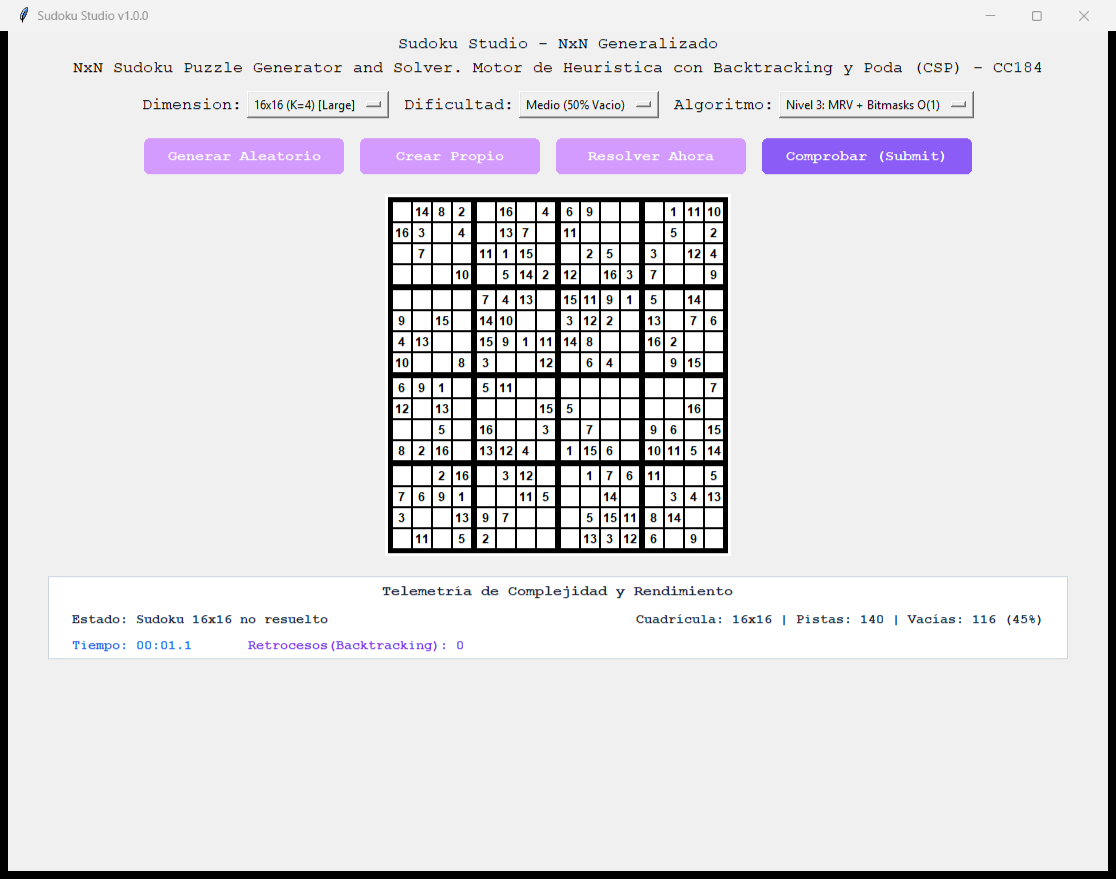 Sudoku Studio v1.0.0
Sudoku Studio - NxN Generalizado
NxN Sudoku Puzzle Generator and Solver. Motor de Heuristica con Backtracking y Poda (CSP) - CC184
Dimension: 16x16 (K=4) [Large] Dificultad: Medio (50% Vacio) Algoritmo: Nivel 3: MRV + Bitmasks O(1)
Generar Aleatorio Crear Propio Resolver Ahora Comprobar (Submit)
14 8 2 16 4 6 9 1 11 10
16 3 4 13 7 11 5 2
7 11 1 15 2 5 3 12 4
10 5 14 2 12 16 3 7 9
7 4 13 15 11 9 1 5 14
9 15 14 10 3 12 2 13 7 6
4 13 15 9 1 11 14 8 16 2
10 8 3 12 6 4 9 15
6 9 1 5 11 7
12 13 15 5 16
5 16 3 7 9 6 15
8 2 16 13 12 4 1 15 6 10 11 5 14
2 16 3 12 1 7 6 11 5
7 6 9 1 11 5 14 3 4 13
3 13 9 7 5 15 11 8 14
11 5 2 13 3 12 6 9
Telemetría de Complejidad y Rendimiento
Estado: Sudoku 16x16 no resuelto Cuadrícula: 16x16 | Pistas: 140 | Vacías: 116 (45%)
Tiempo: 00:01.1 Retrocesos(Backtracking): 0